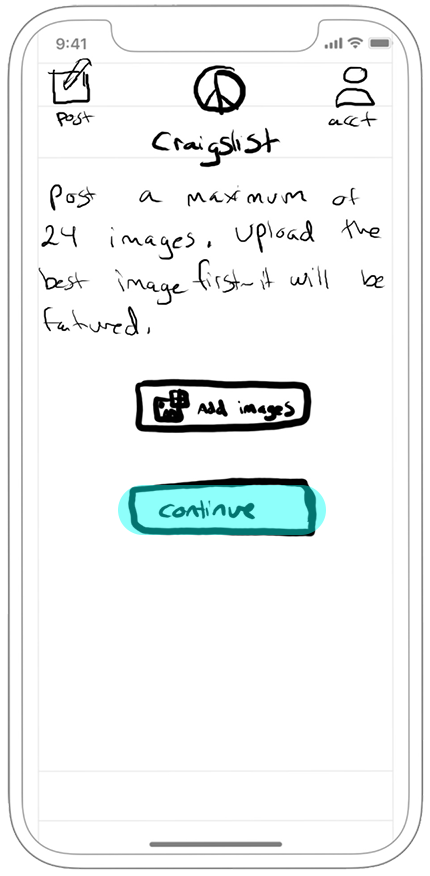 9:41
post
acct
Craigslist
Post a maximum of
24 images. Upload the
best image first-it will be
featured.
Add images
continue